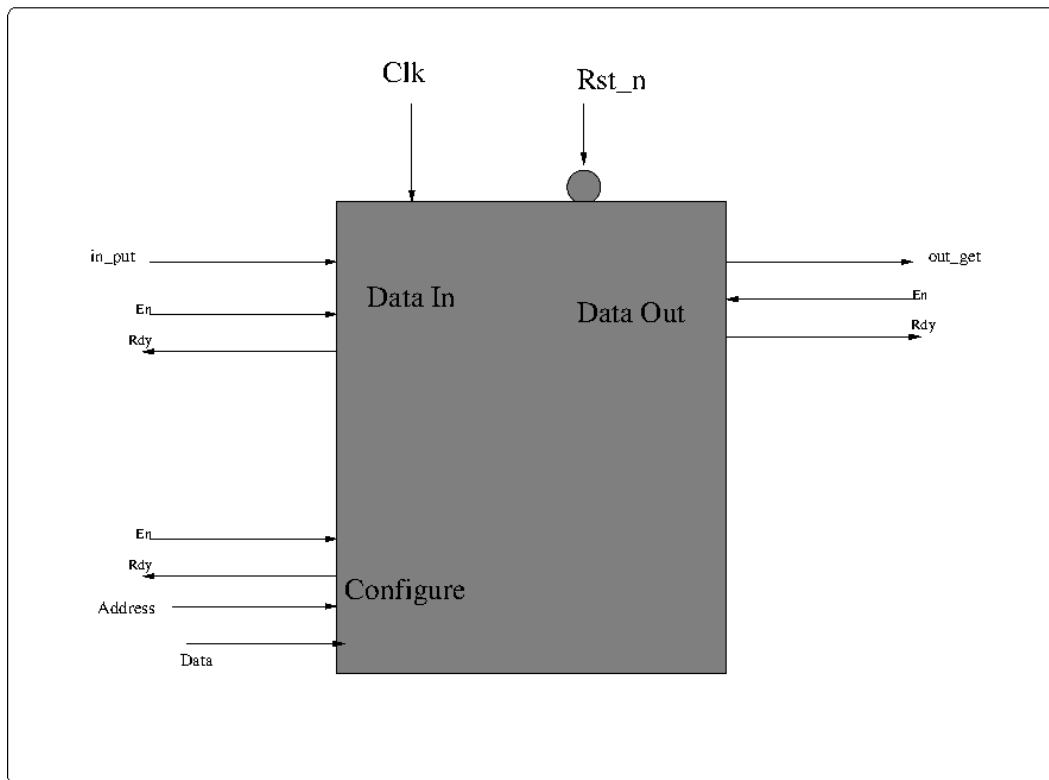 Clk
Rst_n
in_put
out_get
Data In
En
En
Data Out
Rdy
Rdy
En
Rdy
Configure
Address
Data